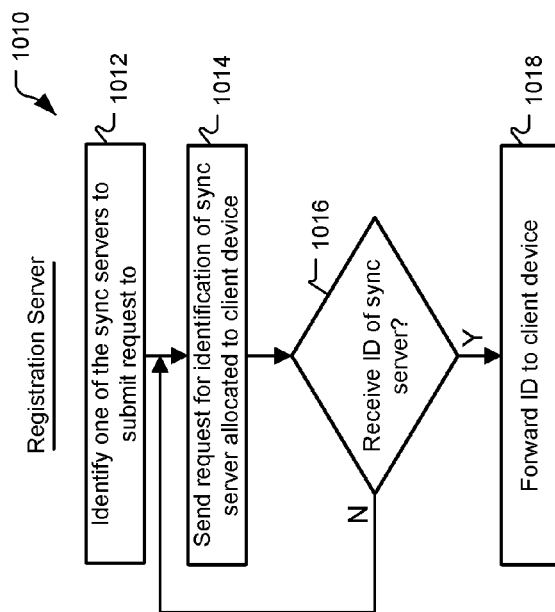 Registration Server
1010
1012
Identify one of the sync servers to
submit request to
1014
Send request for identification of sync
server allocated to client device
1016
Receive ID of sync
server?
N
Y
1018
Forward ID to client device